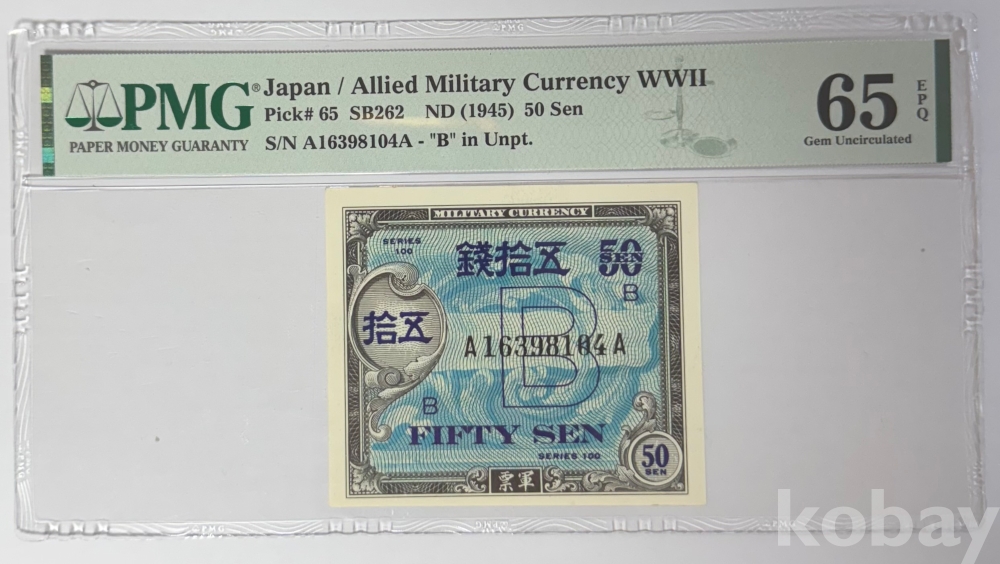 PMG® Japan / Allied Military Currency WWII
Pick# 65 SB262 ND (1945) 50 Sen
PAPER MONEY GUARANTY
S/N A16398104A - "B" in Unpt.
65 EPQ
Gem Uncirculated
MILITARY CURRENCY
SERIES 100
錢拾五
50 SEN
B
拾五
B
A16398104A
B
FIFTY SEN
SERIES 100
50 SEN
票軍
PMG
kobay